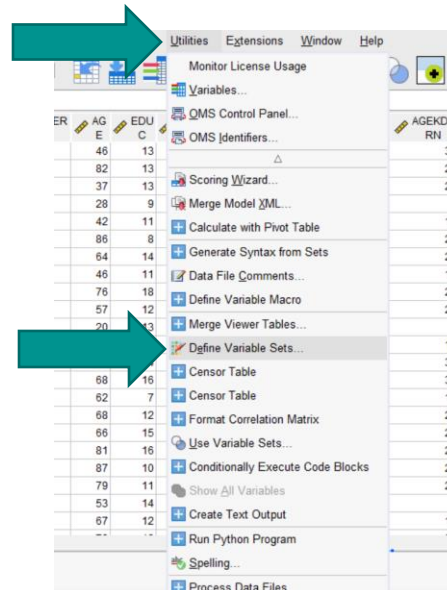 Utilities Extensions Window Help
Monitor License Usage
Variables...
OMS Control Panel...
OMS Identifiers...
Scoring Wizard...
Merge Model XML...
Calculate with Pivot Table
Generate Syntax from Sets
Data File Comments...
Define Variable Macro
Merge Viewer Tables...
Define Variable Sets...
Censor Table
Censor Table
Format Correlation Matrix
Use Variable Sets...
Conditionally Execute Code Blocks
Show All Variables
Create Text Output
Run Python Program
Spelling...
Process Data Files
ER AGE EDUC AGEKD
RN
46 13
82 13
37 13
28 9
42 11
86 8
64 14
46 11
76 18
57 12
20 13
68 16
62 7
68 12
66 15
81 16
87 10
79 11
53 14
67 12